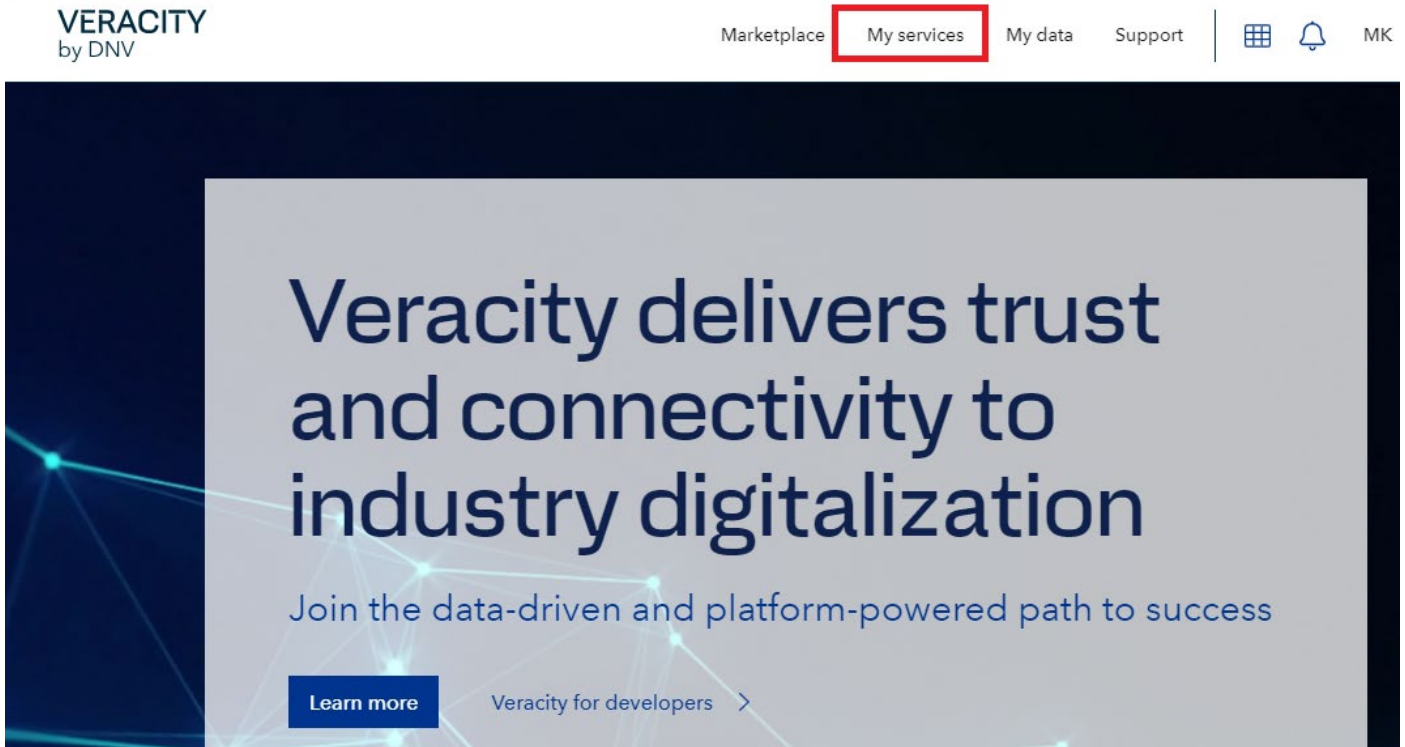 VERACITY
by DNV
Marketplace My services My data Support MK
Veracity delivers trust
and connectivity to
industry digitalization
Join the data-driven and platform-powered path to success
Learn more Veracity for developers